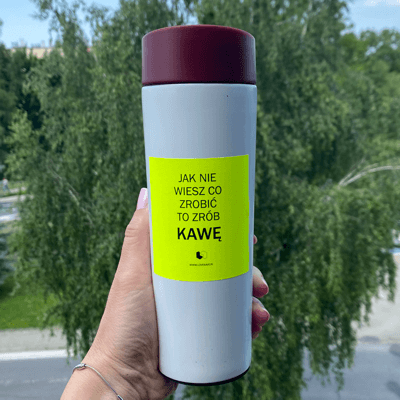 JAK NIE
WIESZ CO
ZROBIĆ
TO ZRÓB
KAWĘ